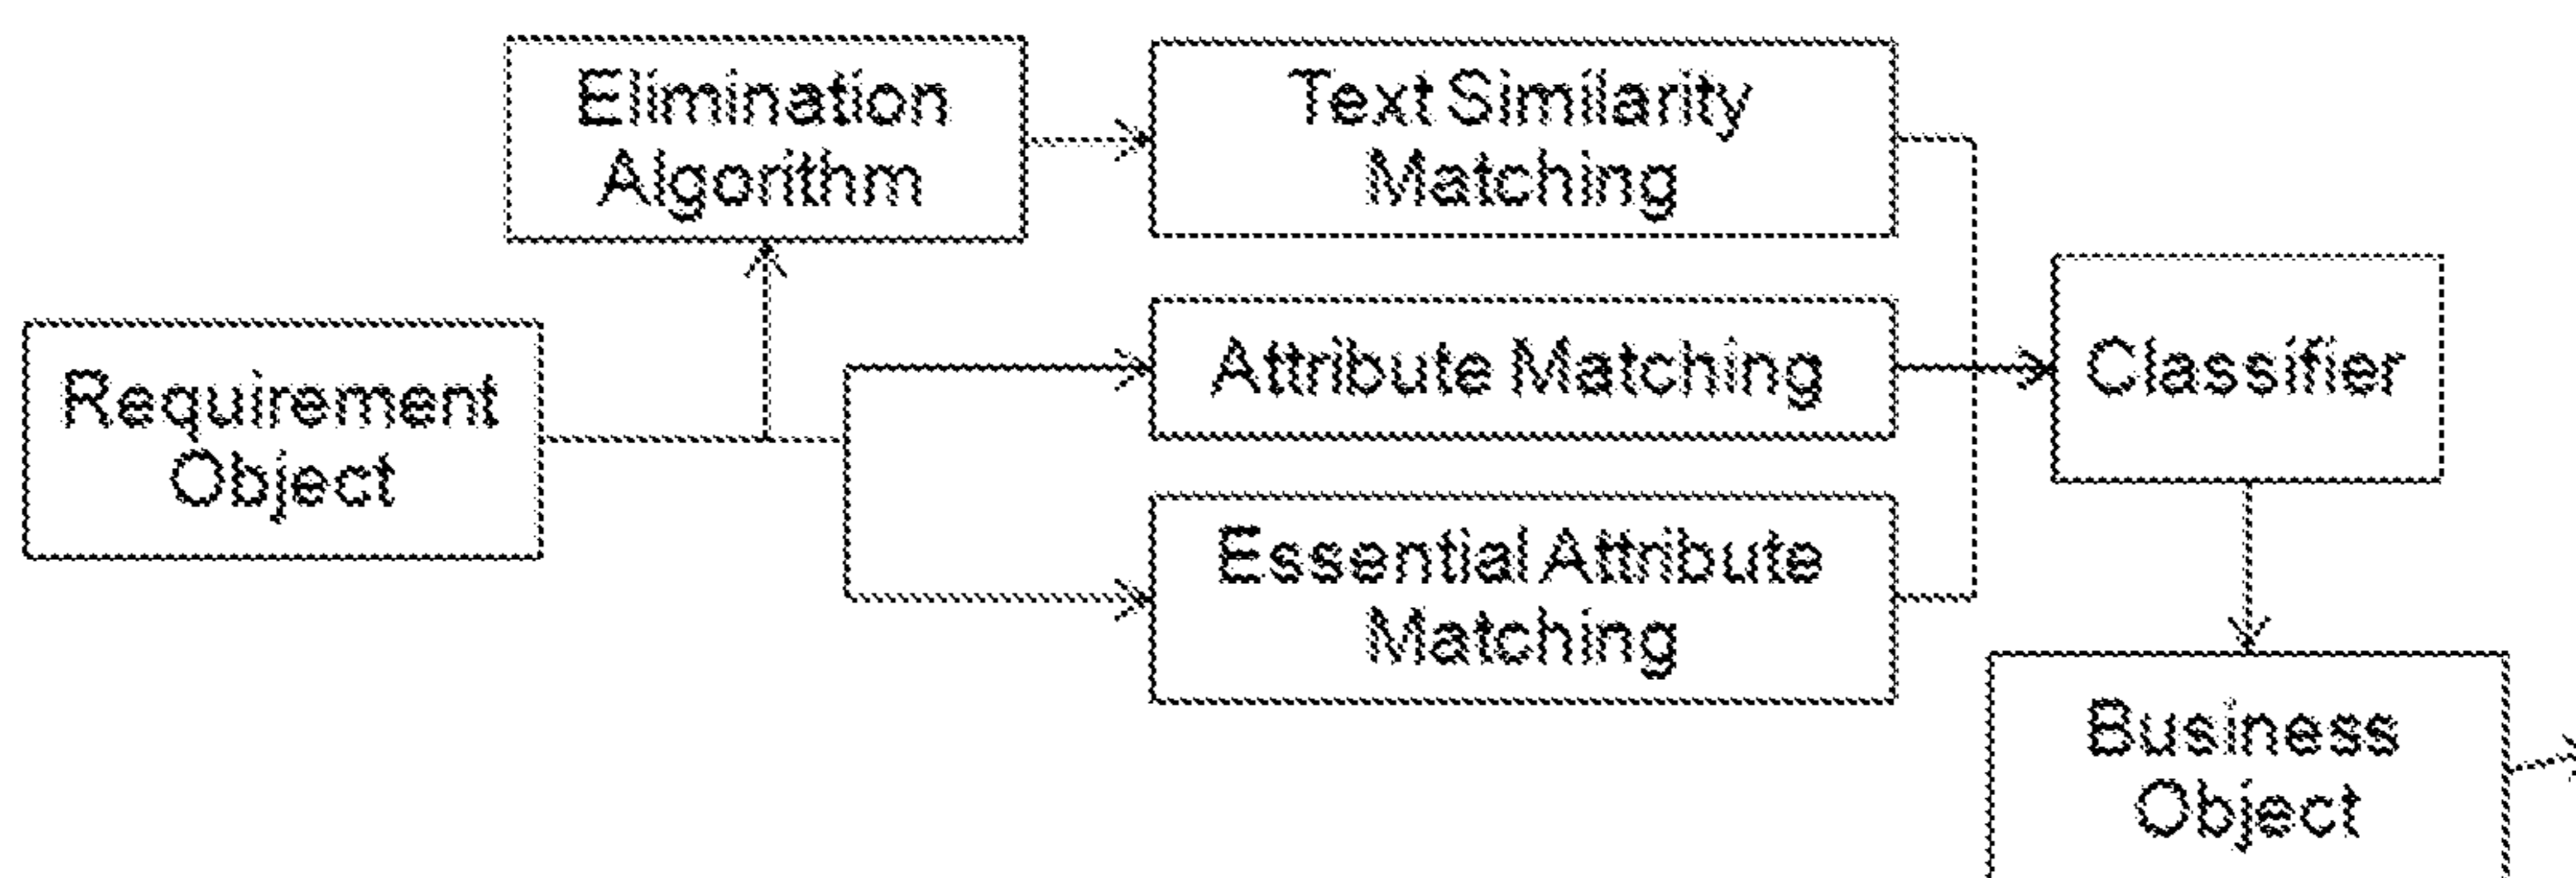 Elimination
Algorithm
Text Similarity
Matching
Requirement
Object
Attribute Matching
Classifier
Essential Attribute
Matching
Business
Object